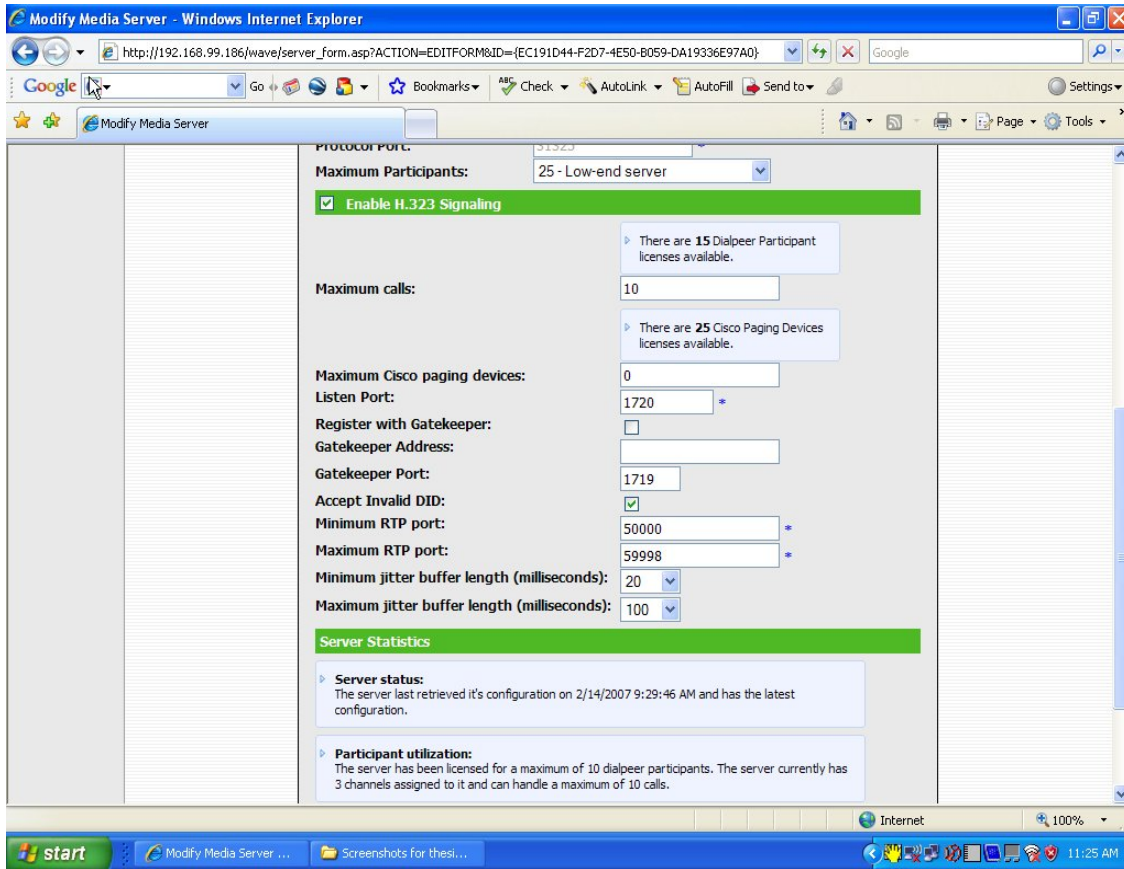 Modify Media Server - Windows Internet Explorer
http://192.168.99.186/wave/server_form.asp?ACTION=EDITFORM&ID={EC191D44-F2D7-4E50-B059-DA19336E97A0}
Google
Google
Go
Bookmarks
ABC
Check
AutoLink
AutoFill
Send to
Settings
Modify Media Server
Page
Tools
Protocol Port:
31325
*
Maximum Participants:
25 - Low-end server
Enable H.323 Signaling
There are 15 Dialpeer Participant
licenses available.
Maximum calls:
10
There are 25 Cisco Paging Devices
licenses available.
Maximum Cisco paging devices:
0
Listen Port:
1720 *
Register with Gatekeeper:
Gatekeeper Address:
Gatekeeper Port:
1719
Accept Invalid DID:
Minimum RTP port:
50000 *
Maximum RTP port:
59998 *
Minimum jitter buffer length (milliseconds):
20
Maximum jitter buffer length (milliseconds):
100
Server Statistics
Server status:
The server last retrieved it's configuration on 2/14/2007 9:29:46 AM and has the latest
configuration.
Participant utilization:
The server has been licensed for a maximum of 10 dialpeer participants. The server currently has
3 channels assigned to it and can handle a maximum of 10 calls.
Internet
100%
start
Modify Media Server ...
Screenshots for thesi...
11:25 AM